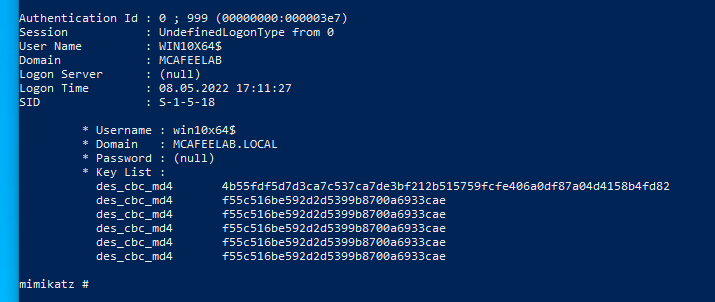 Authentication Id : 0 ; 999 (00000000:000003e7)
Session : UndefinedLogonType from 0
User Name : WIN10X64$
Domain : MCAFEELAB
Logon Server : (null)
Logon Time : 08.05.2022 17:11:27
SID : S-1-5-18
* Username : win10x64$
* Domain : MCAFEELAB.LOCAL
* Password : (null)
* Key List :
des_cbc_md4 4b55fdf5d7d3ca7c537ca7de3bf212b515759fcfe406a0df87a04d4158b4fd82
des_cbc_md4 f55c516be592d2d5399b8700a6933cae
des_cbc_md4 f55c516be592d2d5399b8700a6933cae
des_cbc_md4 f55c516be592d2d5399b8700a6933cae
des_cbc_md4 f55c516be592d2d5399b8700a6933cae
des_cbc_md4 f55c516be592d2d5399b8700a6933cae
mimikatz #